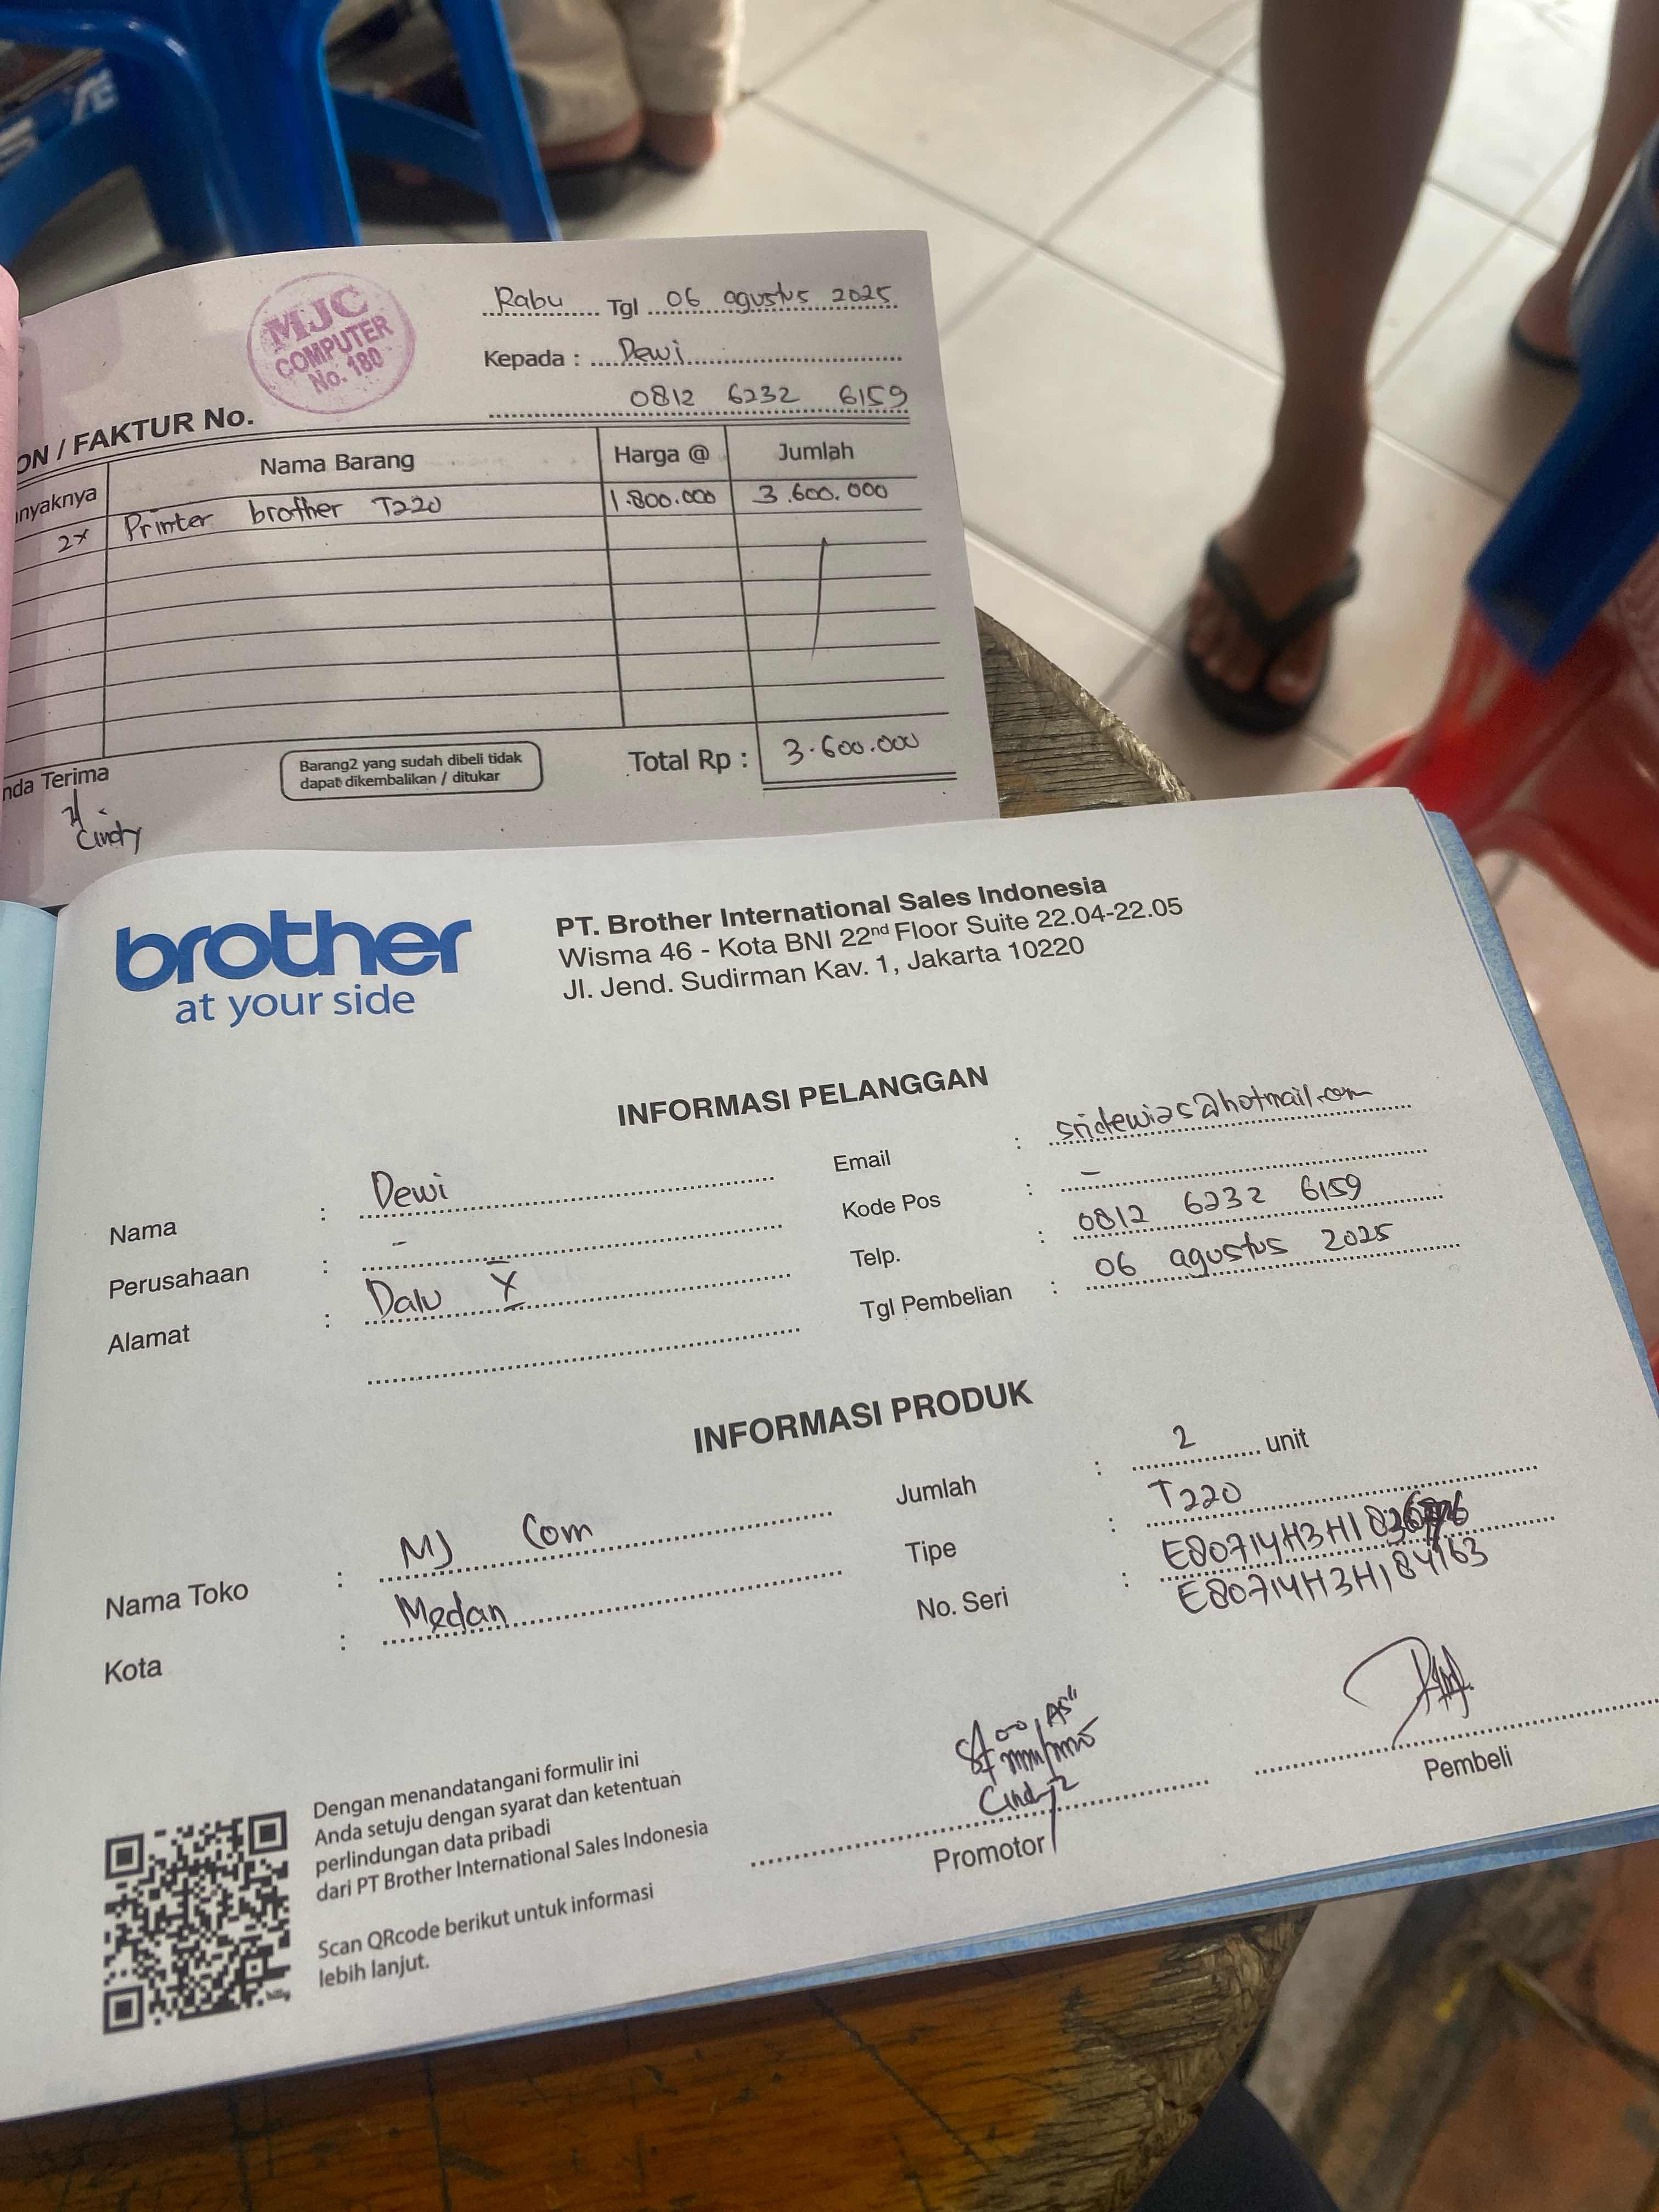 MJC
COMPUTER
No. 180
Rabu Tgl 06 agustus 2025
Kepada : Dewi
0812 6232 6159
ON / FAKTUR No.
nyaknya Nama Barang Harga @ Jumlah
2x Printer brother T220 1.800.000 3.600.000
Total Rp : 3.600.000
Barang2 yang sudah dibeli tidak
dapat dikembalikan / ditukar
nda Terima
Cindy
brother
at your side
PT. Brother International Sales Indonesia
Wisma 46 - Kota BNI 22nd Floor Suite 22.04-22.05
Jl. Jend. Sudirman Kav. 1, Jakarta 10220
INFORMASI PELANGGAN
Nama : Dewi
Perusahaan : -
Alamat : Dalu X
Email : sridewi25@hotmail.com
Kode Pos : -
Telp. : 0812 6232 6159
Tgl Pembelian : 06 agustus 2025
INFORMASI PRODUK
Nama Toko : MJ Com
Kota : Medan
Jumlah : 2 unit
Tipe : T220
No. Seri :
E80714H3H184163
Cindy
Promotor
Pembeli
Dengan menandatangani formulir ini
Anda setuju dengan syarat dan ketentuan
perlindungan data pribadi
dari PT Brother International Sales Indonesia
Scan QRcode berikut untuk informasi
lebih lanjut.